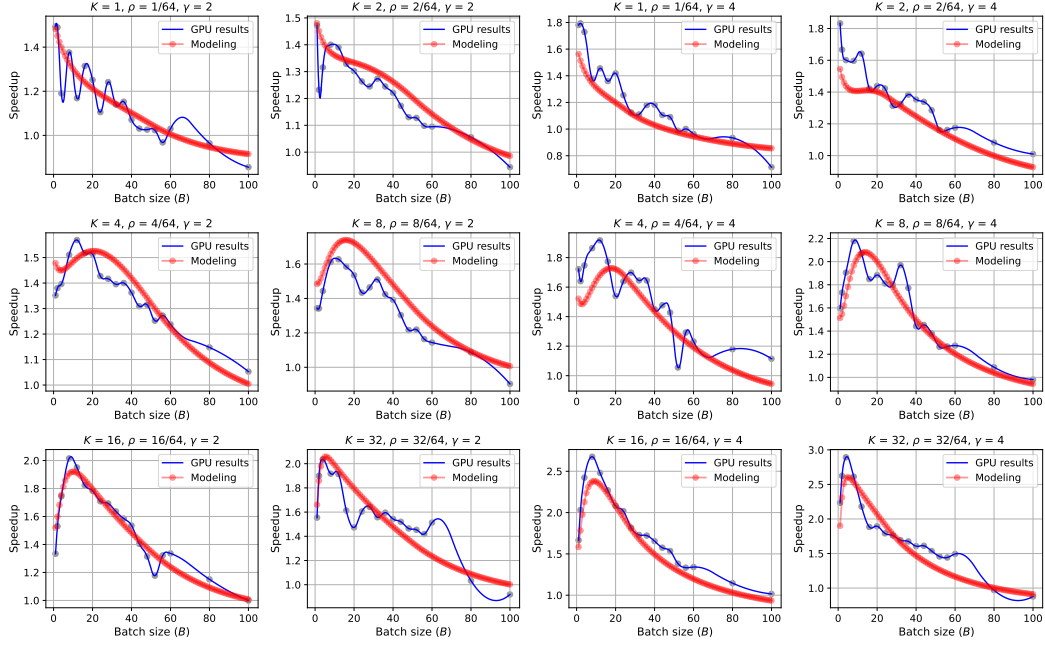 K = 1, ρ = 1/64, γ = 2
Speedup
1.4
1.2
1.0
GPU results
Modeling
0 20 40 60 80 100
Batch size (B)
K = 2, ρ = 2/64, γ = 2
Speedup
1.5
1.4
1.3
1.2
1.1
1.0
GPU results
Modeling
0 20 40 60 80 100
Batch size (B)
K = 1, ρ = 1/64, γ = 4
Speedup
1.8
1.6
1.4
1.2
1.0
0.8
GPU results
Modeling
0 20 40 60 80 100
Batch size (B)
K = 2, ρ = 2/64, γ = 4
Speedup
1.8
1.6
1.4
1.2
1.0
GPU results
Modeling
0 20 40 60 80 100
Batch size (B)
K = 4, ρ = 4/64, γ = 2
Speedup
1.5
1.4
1.3
1.2
1.1
1.0
GPU results
Modeling
0 20 40 60 80 100
Batch size (B)
K = 8, ρ = 8/64, γ = 2
Speedup
1.6
1.4
1.2
1.0
GPU results
Modeling
0 20 40 60 80 100
Batch size (B)
K = 4, ρ = 4/64, γ = 4
Speedup
1.8
1.6
1.4
1.2
1.0
GPU results
Modeling
0 20 40 60 80 100
Batch size (B)
K = 8, ρ = 8/64, γ = 4
Speedup
2.2
2.0
1.8
1.6
1.4
1.2
1.0
GPU results
Modeling
0 20 40 60 80 100
Batch size (B)
K = 16, ρ = 16/64, γ = 2
Speedup
2.0
1.8
1.6
1.4
1.2
1.0
GPU results
Modeling
0 20 40 60 80 100
Batch size (B)
K = 32, ρ = 32/64, γ = 2
Speedup
2.0
1.8
1.6
1.4
1.2
1.0
GPU results
Modeling
0 20 40 60 80 100
Batch size (B)
K = 16, ρ = 16/64, γ = 4
Speedup
2.5
2.0
1.5
1.0
GPU results
Modeling
0 20 40 60 80 100
Batch size (B)
K = 32, ρ = 32/64, γ = 4
Speedup
3.0
2.5
2.0
1.5
1.0
GPU results
Modeling
0 20 40 60 80 100
Batch size (B)